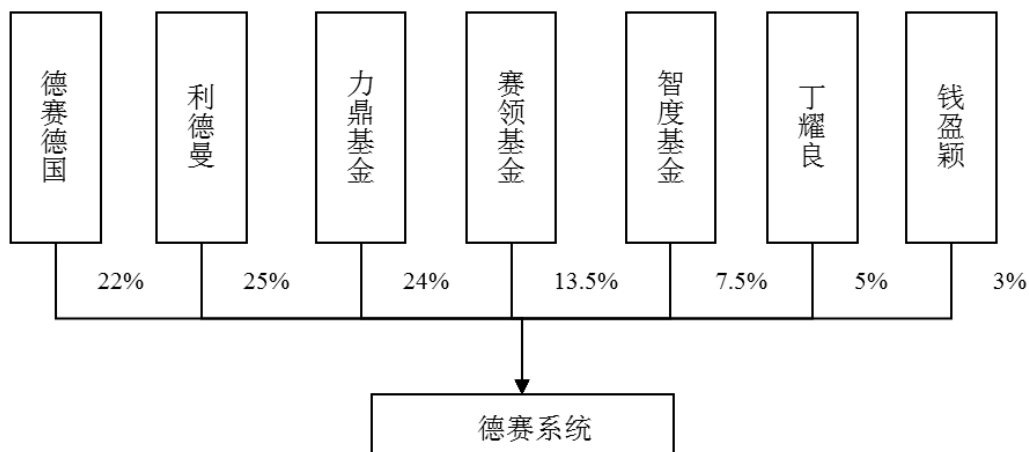 德赛德国
利德曼
力鼎基金
赛领基金
智度基金
丁耀良
钱盈颖
22%
25%
24%
13.5%
7.5%
5%
3%
德赛系统